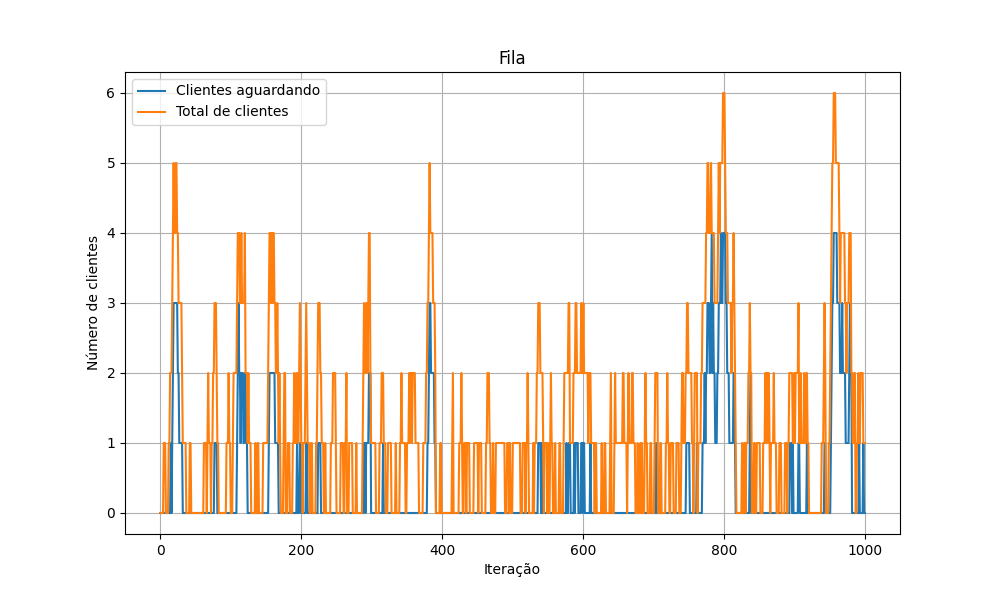 Fila
Clientes aguardando
Total de clientes
Número de clientes
6
5
4
3
2
1
0
0 200 400 600 800 1000
Iteração